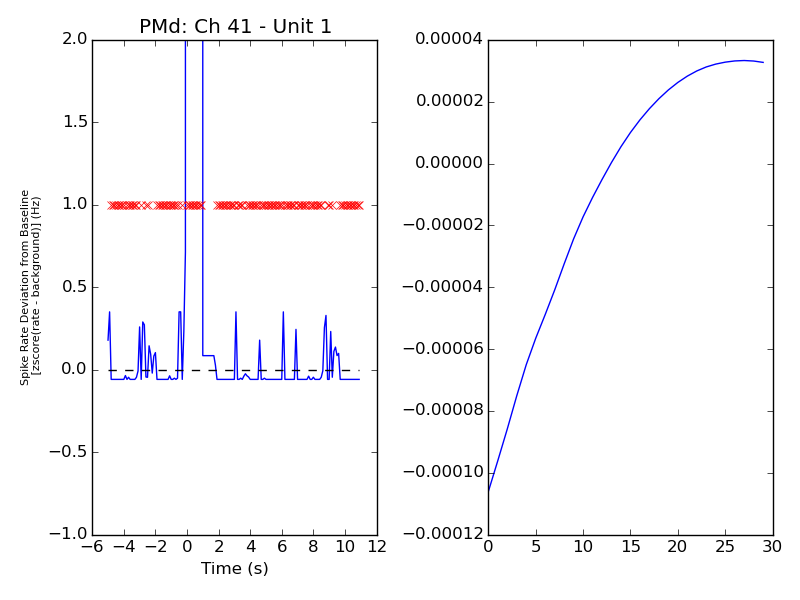 PMd: Ch 41 - Unit 1
Spike Rate Deviation from Baseline
[zscore(rate - background)] (Hz)
2.0
1.5
1.0
0.5
0.0
−0.5
−1.0
−6 −4 −2 0 2 4 6 8 10 12
Time (s)
0.00004
0.00002
0.00000
−0.00002
−0.00004
−0.00006
−0.00008
−0.00010
−0.00012
0 5 10 15 20 25 30